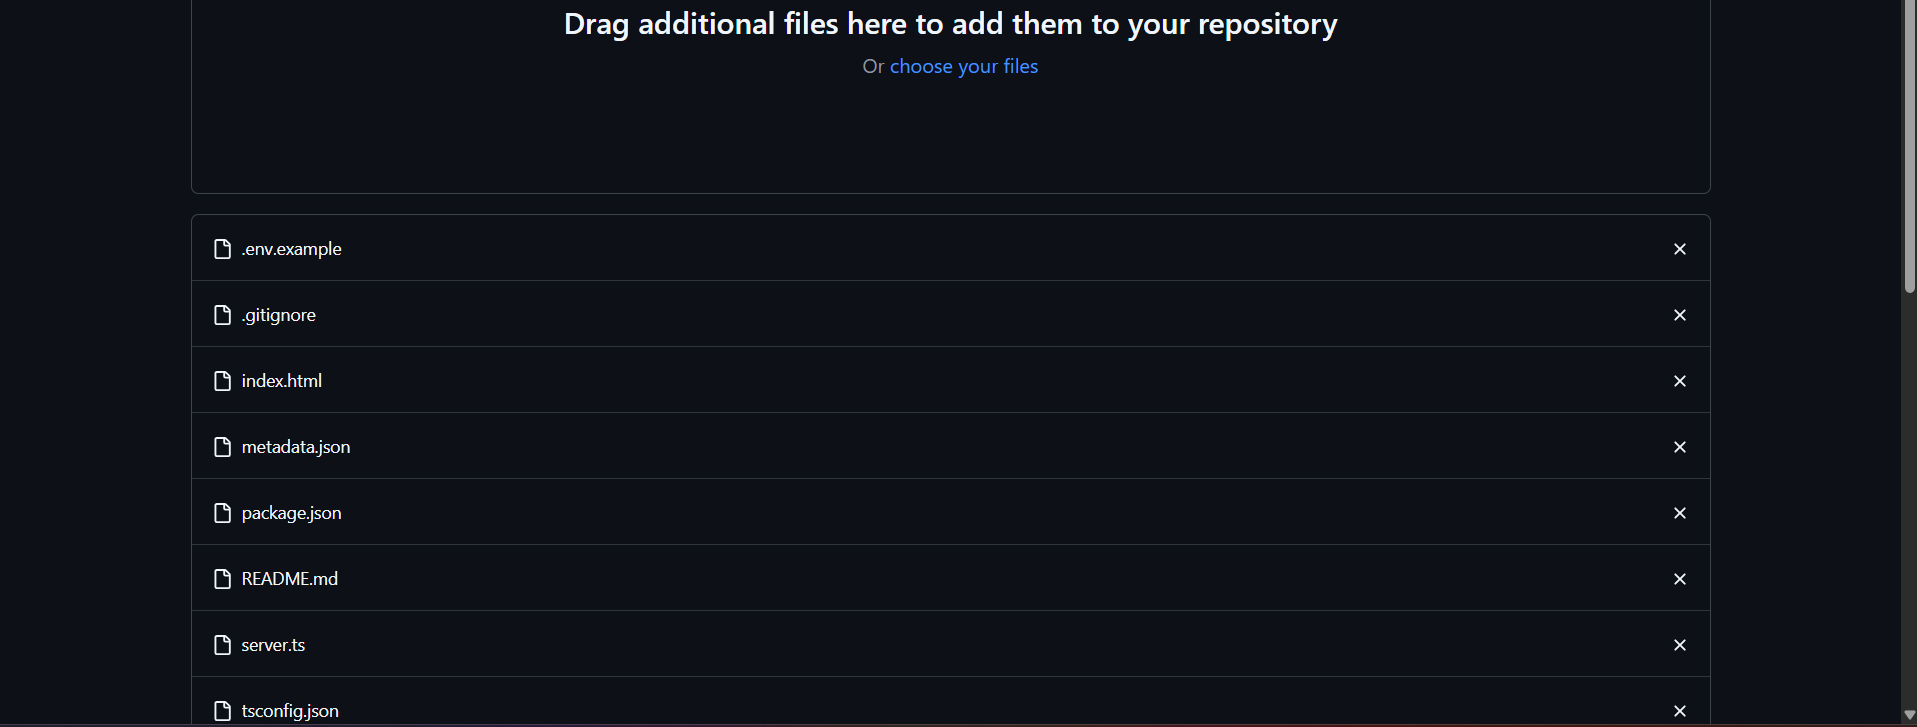 Drag additional files here to add them to your repository
Or choose your files
.env.example
.gitignore
index.html
metadata.json
package.json
README.md
server.ts
tsconfig.json